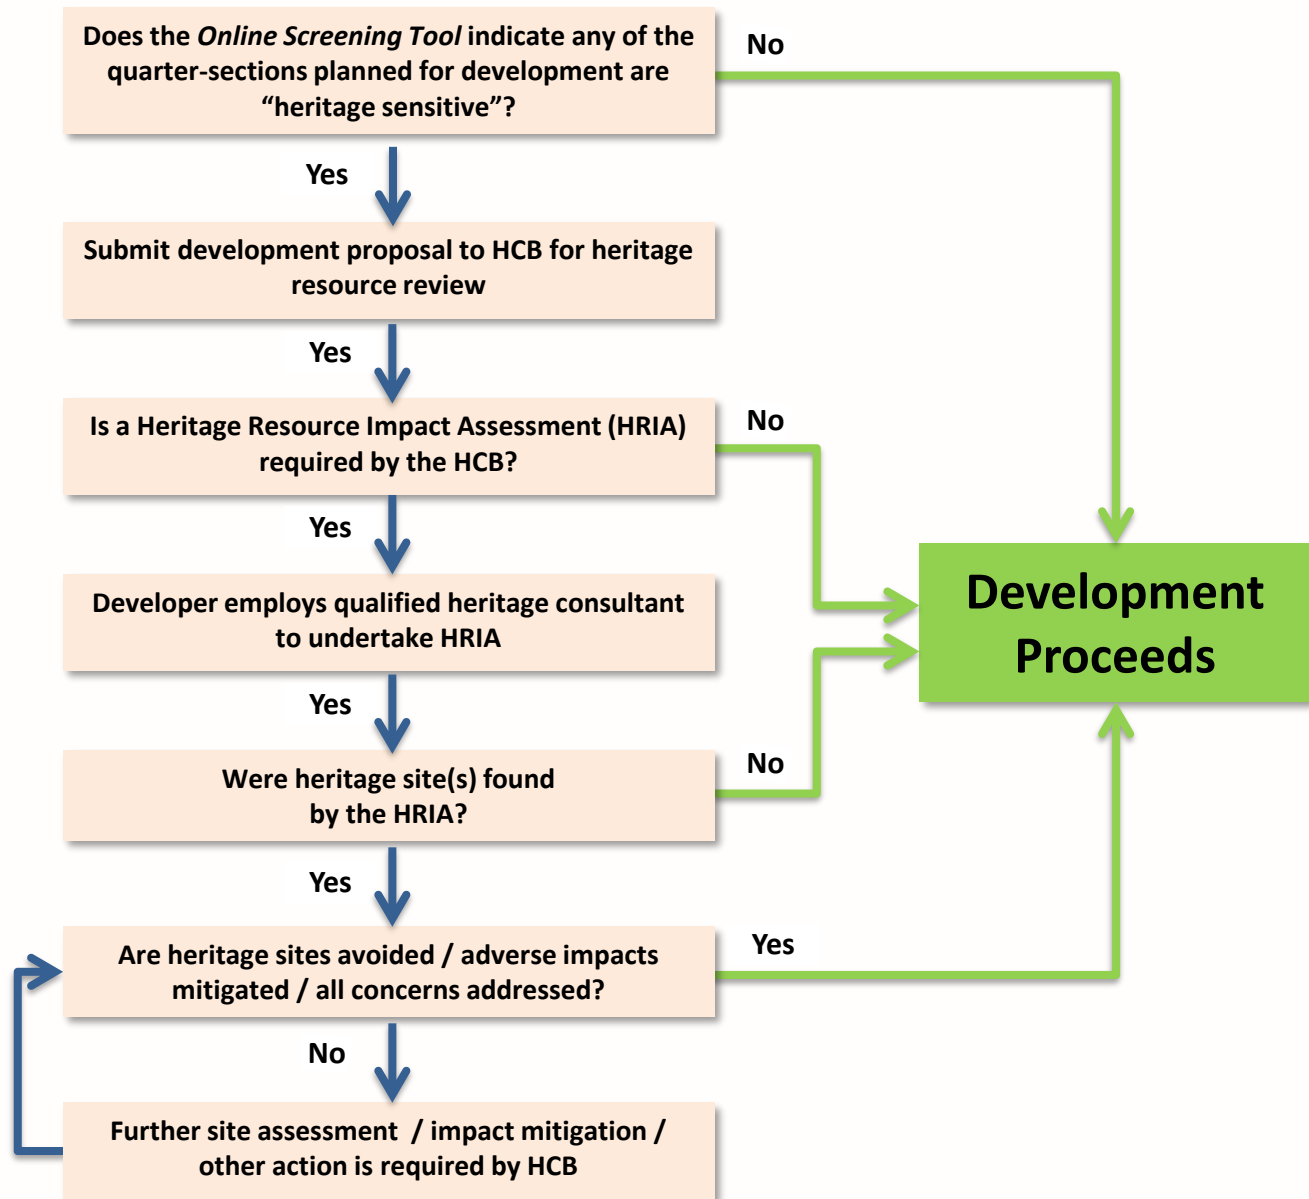 Does the Online Screening Tool indicate any of the
quarter-sections planned for development are
“heritage sensitive”?
No
Yes
Submit development proposal to HCB for heritage
resource review
Yes
Is a Heritage Resource Impact Assessment (HRIA)
required by the HCB?
No
Yes
Developer employs qualified heritage consultant
to undertake HRIA
Development
Proceeds
Yes
Were heritage site(s) found
by the HRIA?
No
Yes
Are heritage sites avoided / adverse impacts
mitigated / all concerns addressed?
Yes
No
Further site assessment / impact mitigation /
other action is required by HCB